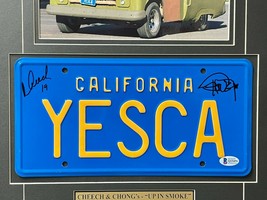 CALIFORNIA
YESCA
CHEECH & CHONG'S - "UP IN SMOKE"